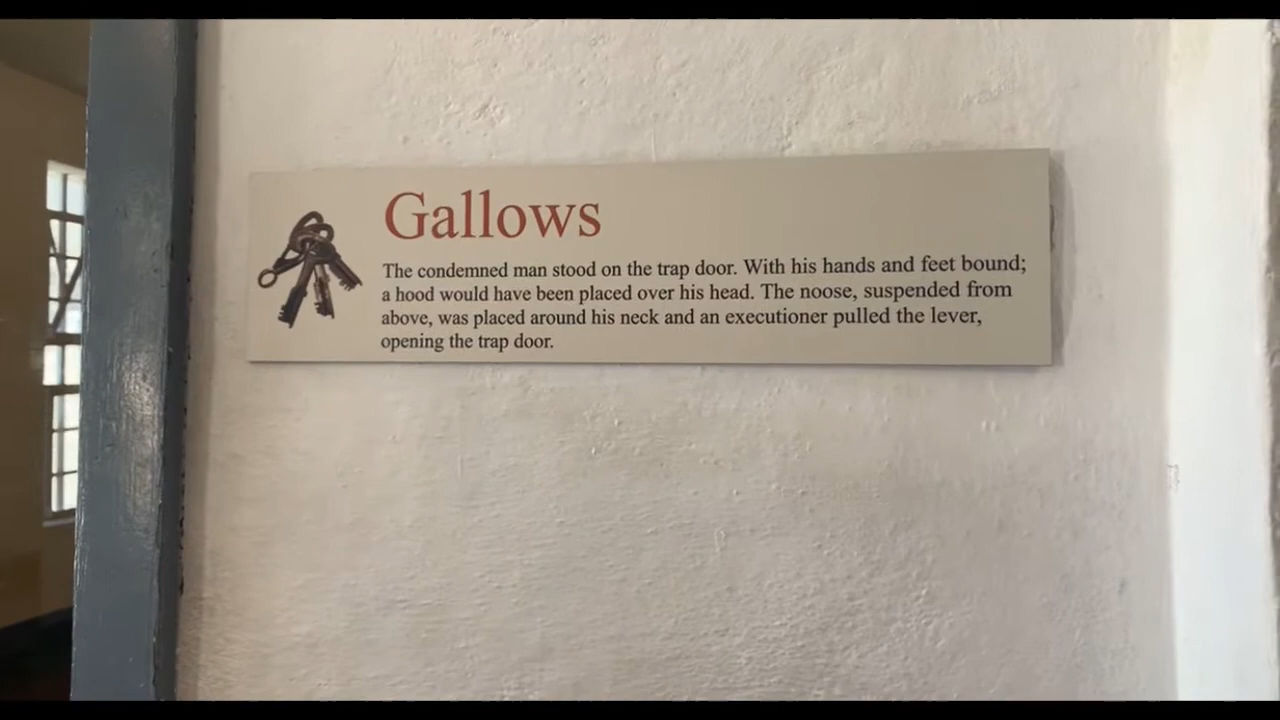 Gallows
The condemned man stood on the trap door. With his hands and feet bound;
a hood would have been placed over his head. The noose, suspended from
above, was placed around his neck and an executioner pulled the lever,
opening the trap door.